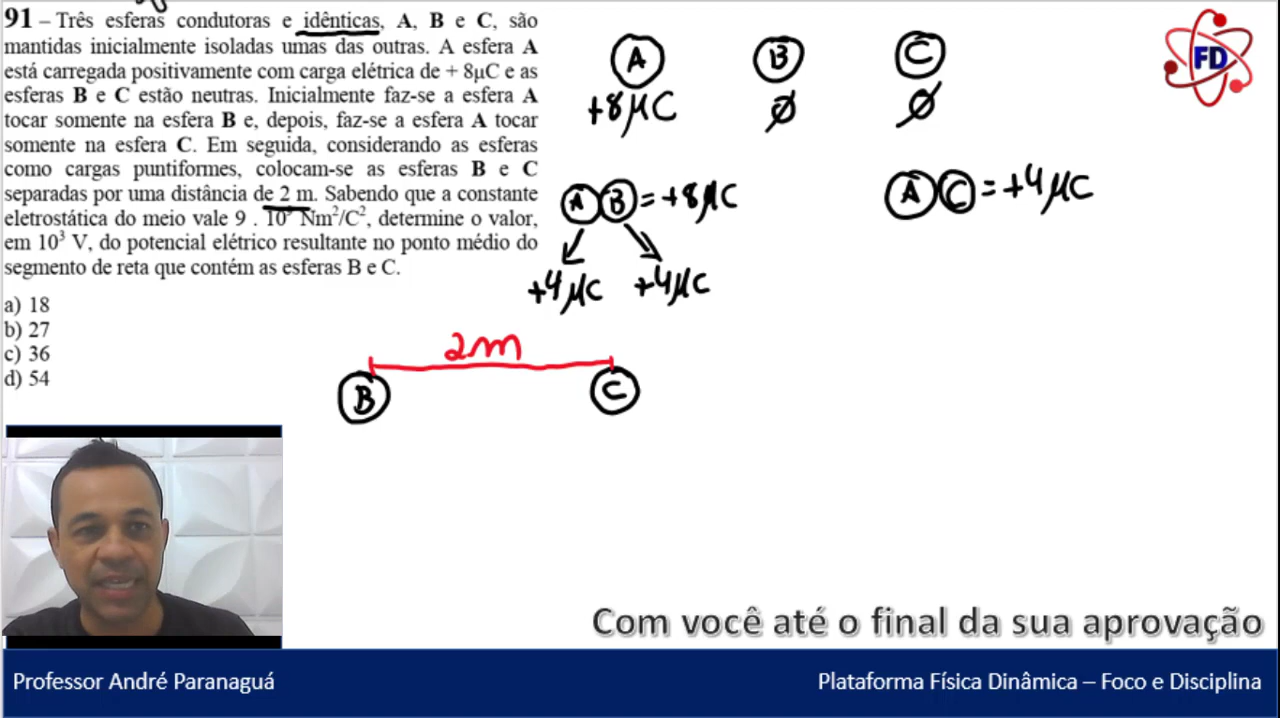 91 – Três esferas condutoras e idênticas, A, B e C, são
mantidas inicialmente isoladas umas das outras. A esfera A
está carregada positivamente com carga elétrica de + 8μC e as
esferas B e C estão neutras. Inicialmente faz-se a esfera A
tocar somente na esfera B e, depois, faz-se a esfera A tocar
somente na esfera C. Em seguida, considerando as esferas
como cargas puntiformes, colocam-se as esferas B e C
separadas por uma distância de 2 m. Sabendo que a constante
eletrostática do meio vale 9 . 10⁹ Nm²/C², determine o valor,
em 10³ V, do potencial elétrico resultante no ponto médio do
segmento de reta que contém as esferas B e C.
a) 18
b) 27
c) 36
d) 54
A B C
+8μC ∅ ∅
A B = +8μC
A C = +4μC
+4μC +4μC
2m
B C
FD
Com você até o final da sua aprovação
Professor André Paranaguá
Plataforma Física Dinâmica – Foco e Disciplina